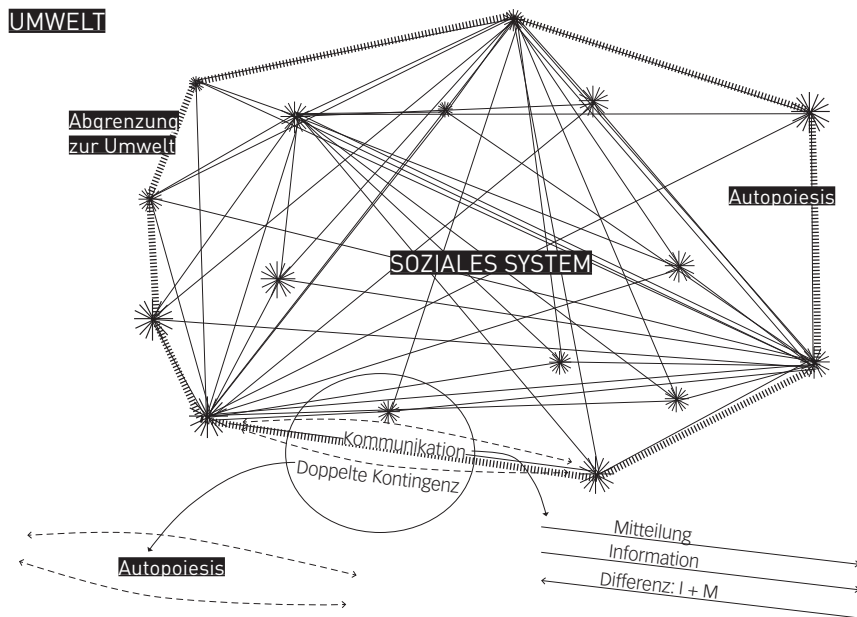 UMWELT
Abgrenzung
zur Umwelt
Autopoiesis
SOZIALES SYSTEM
Kommunikation
Doppelte Kontingenz
Autopoiesis
Mitteilung
Information
Differenz: I + M